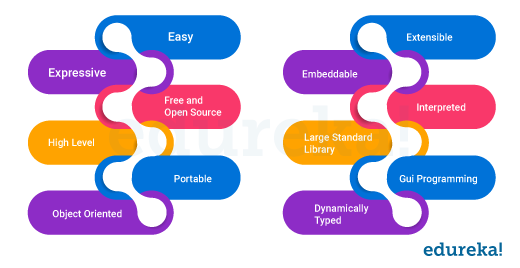 Easy
Expressive
Free and
Open Source
High Level
Portable
Object Oriented
Extensible
Embeddable
Interpreted
Large Standard
Library
Gui Programming
Dynamically
Typed
edureka!
edureka!